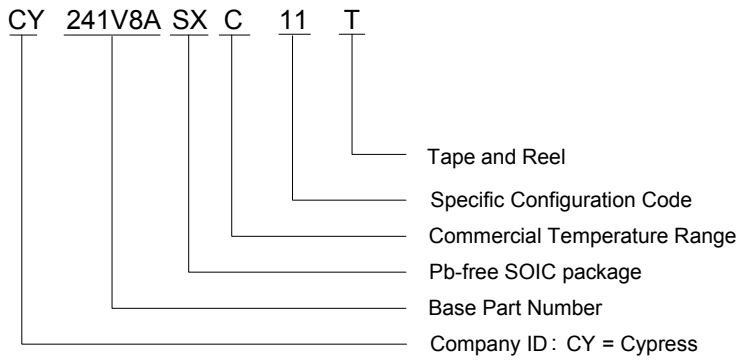 CY 241V8A SX C 11 T
Tape and Reel
Specific Configuration Code
Commercial Temperature Range
Pb-free SOIC package
Base Part Number
Company ID: CY = Cypress